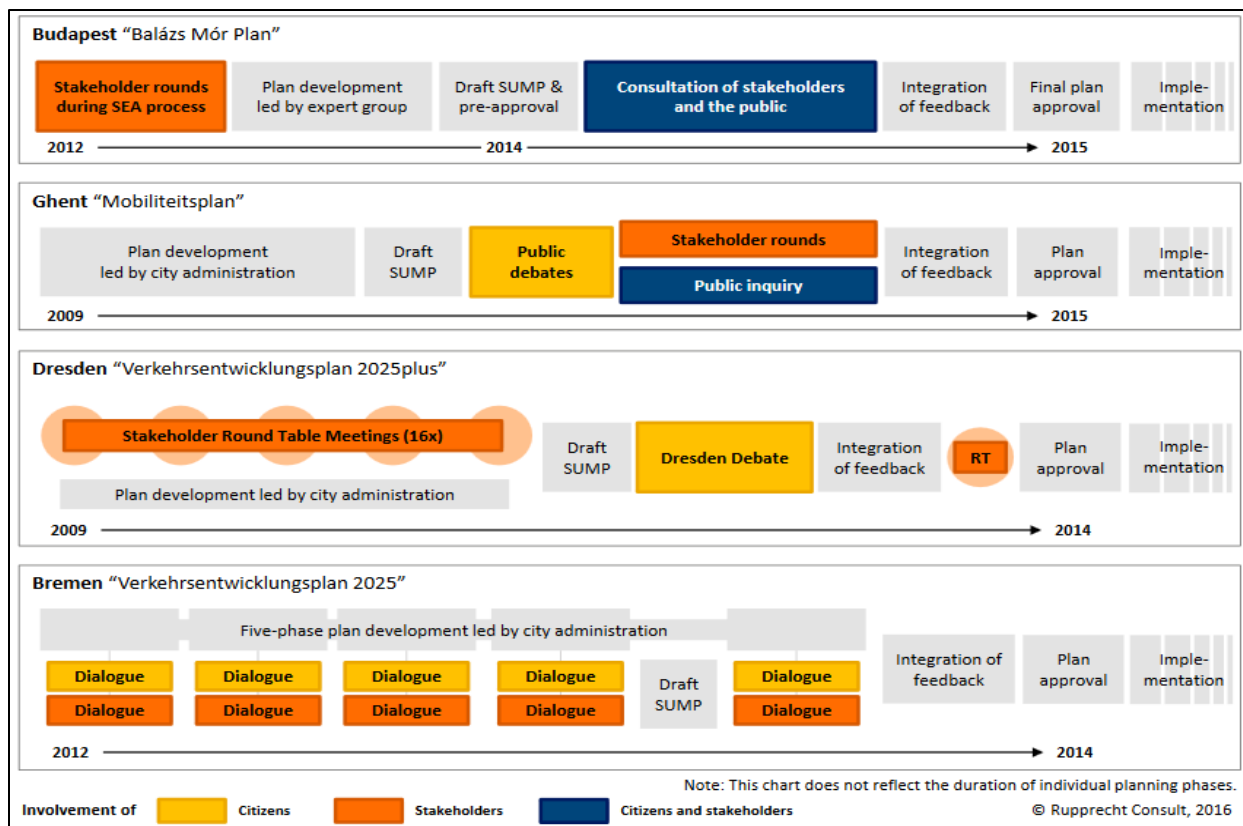 Budapest “Balázs Mór Plan”
Stakeholder rounds
during SEA process
Plan development
led by expert group
Draft SUMP &
pre-approval
Consultation of stakeholders
and the public
Integration
of feedback
Final plan
approval
Imple-
mentation
2012
2014
2015
Ghent “Mobiliteitsplan”
Plan development
led by city administration
Draft
SUMP
Public
debates
Stakeholder rounds
Public inquiry
Integration
of feedback
Plan
approval
Imple-
mentation
2009
2015
Dresden “Verkehrsentwicklungsplan 2025plus”
Stakeholder Round Table Meetings (16x)
Plan development led by city administration
Draft
SUMP
Dresden Debate
Integration
of feedback
RT
Plan
approval
Imple-
mentation
2009
2014
Bremen “Verkehrsentwicklungsplan 2025”
Five-phase plan development led by city administration
Dialogue
Dialogue
Dialogue
Dialogue
Dialogue
Dialogue
Dialogue
Dialogue
Draft
SUMP
Dialogue
Dialogue
Integration of
feedback
Plan
approval
Imple-
mentation
2012
2014
Note: This chart does not reflect the duration of individual planning phases.
Involvement of
Citizens
Stakeholders
Citizens and stakeholders
© Rupprecht Consult, 2016